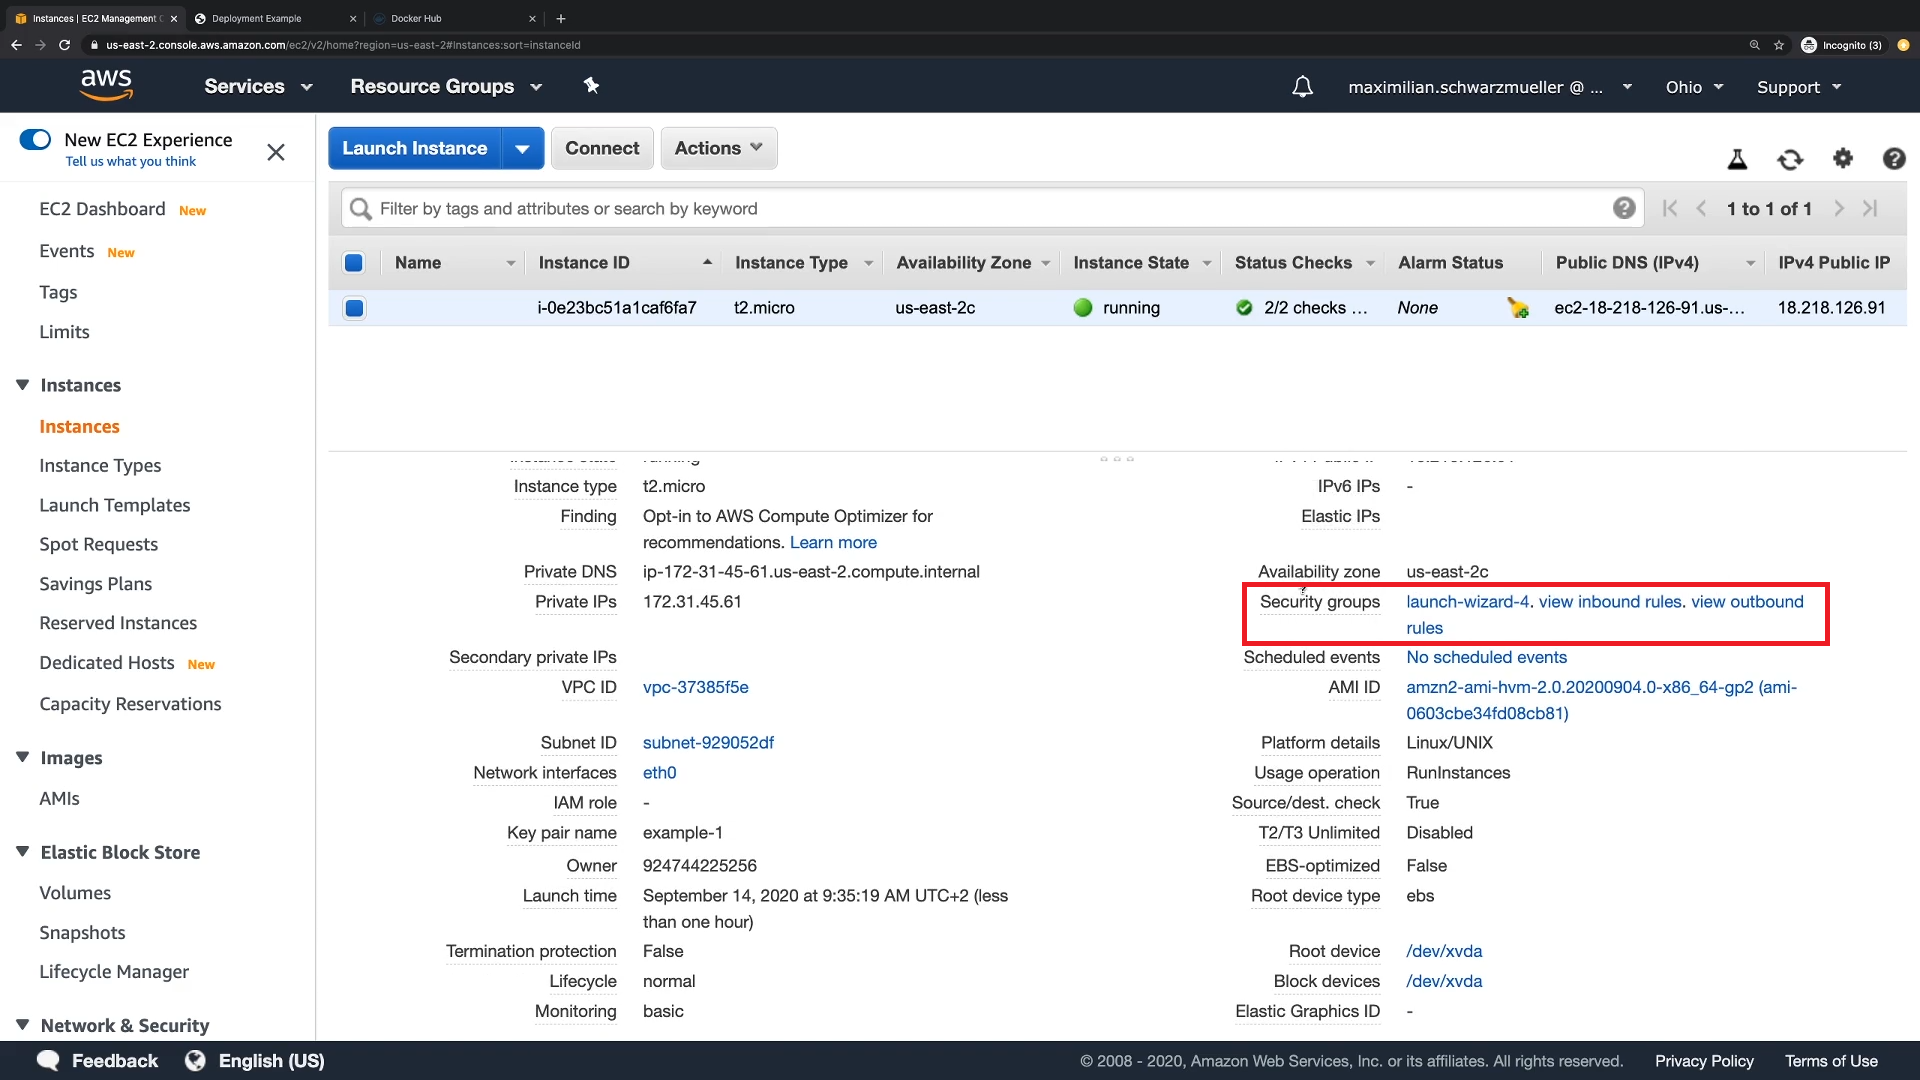 Instances | EC2 Management C
Deployment Example
Docker Hub
us-east-2.console.aws.amazon.com/ec2/v2/home?region=us-east-2#Instances:sort=instanceId
Incognito (3)
aws
Services
Resource Groups
maximilian.schwarzmueller @ ...
Ohio
Support
New EC2 Experience
Tell us what you think
EC2 Dashboard New
Events New
Tags
Limits
Instances
Instances
Instance Types
Launch Templates
Spot Requests
Savings Plans
Reserved Instances
Dedicated Hosts New
Capacity Reservations
Images
AMIs
Elastic Block Store
Volumes
Snapshots
Lifecycle Manager
Network & Security
Launch Instance
Connect
Actions
Filter by tags and attributes or search by keyword
1 to 1 of 1
Name
Instance ID
Instance Type
Availability Zone
Instance State
Status Checks
Alarm Status
Public DNS (IPv4)
IPv4 Public IP
i-0e23bc51a1caf6fa7
t2.micro
us-east-2c
running
2/2 checks ...
None
ec2-18-218-126-91.us-...
18.218.126.91
Instance type t2.micro
Finding Opt-in to AWS Compute Optimizer for
recommendations. Learn more
Private DNS ip-172-31-45-61.us-east-2.compute.internal
Private IPs 172.31.45.61
Secondary private IPs
VPC ID vpc-37385f5e
Subnet ID subnet-929052df
Network interfaces eth0
IAM role -
Key pair name example-1
Owner 924744225256
Launch time September 14, 2020 at 9:35:19 AM UTC+2 (less
than one hour)
Termination protection False
Lifecycle normal
Monitoring basic
IPv6 IPs -
Elastic IPs
Availability zone us-east-2c
Security groups launch-wizard-4. view inbound rules. view outbound
rules
Scheduled events No scheduled events
AMI ID amzn2-ami-hvm-2.0.20200904.0-x86_64-gp2 (ami-
0603cbe34fd08cb81)
Platform details Linux/UNIX
Usage operation RunInstances
Source/dest. check True
T2/T3 Unlimited Disabled
EBS-optimized False
Root device type ebs
Root device /dev/xvda
Block devices /dev/xvda
Elastic Graphics ID -
Feedback
English (US)
© 2008 - 2020, Amazon Web Services, Inc. or its affiliates. All rights reserved.
Privacy Policy
Terms of Use